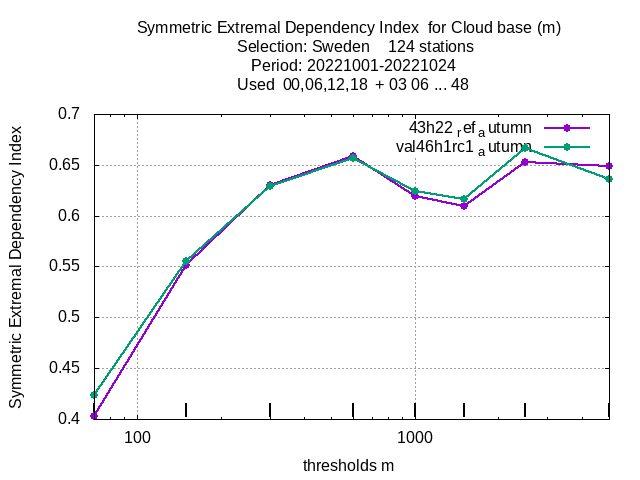 Symmetric Extremal Dependency Index  for Cloud base (m)
Selection: Sweden    124 stations
Period: 20221001-20221024
Used  00,06,12,18  + 03 06 ... 48
Symmetric Extremal Dependency Index
0.7
0.65
0.6
0.55
0.5
0.45
0.4
43h22 ref a utumn
val46h1rc1 a utumn
100
1000
thresholds m